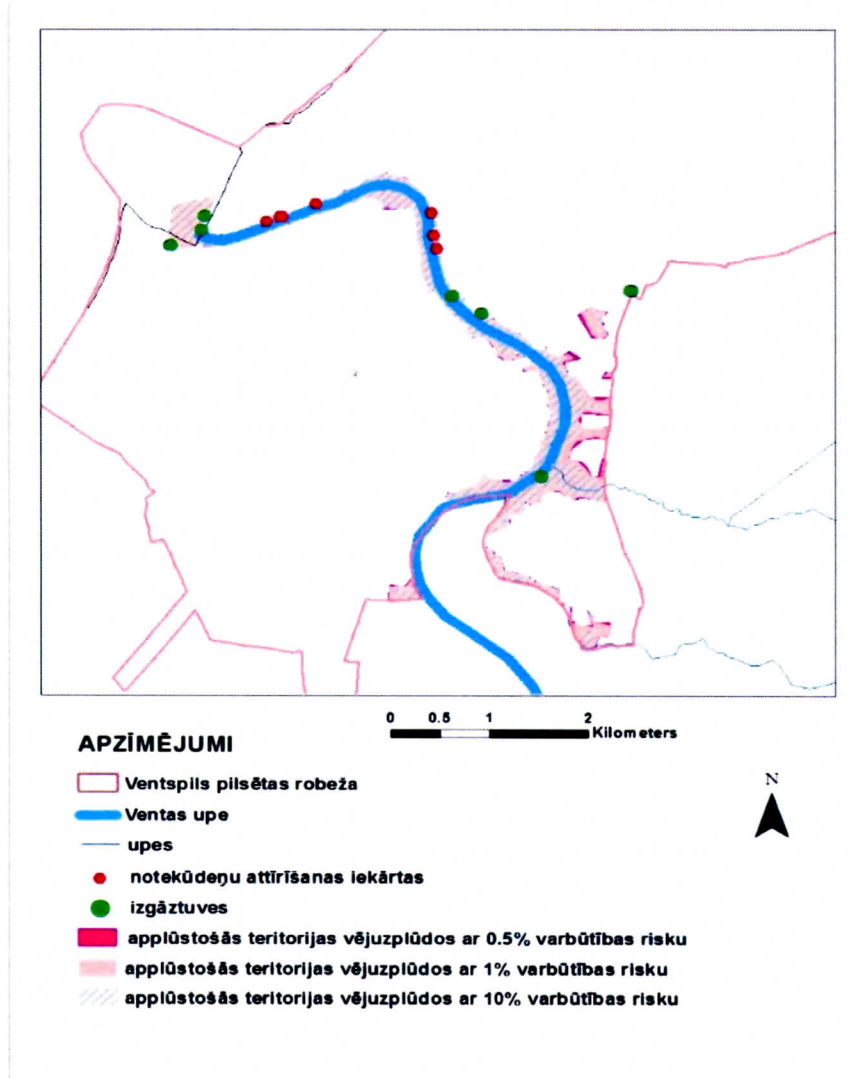 0 0.5 1 2
Kilometers
APZĪMĒJUMI
N
Ventspils pilsētas robeža
Ventas upe
upes
notekūdeņu attīrīšanas iekārtas
izgāztuves
applūstošās teritorijas vējuzplūdos ar 0.5% varbūtības risku
applūstošās teritorijas vējuzplūdos ar 1% varbūtības risku
applūstošās teritorijas vējuzplūdos ar 10% varbūtības risku